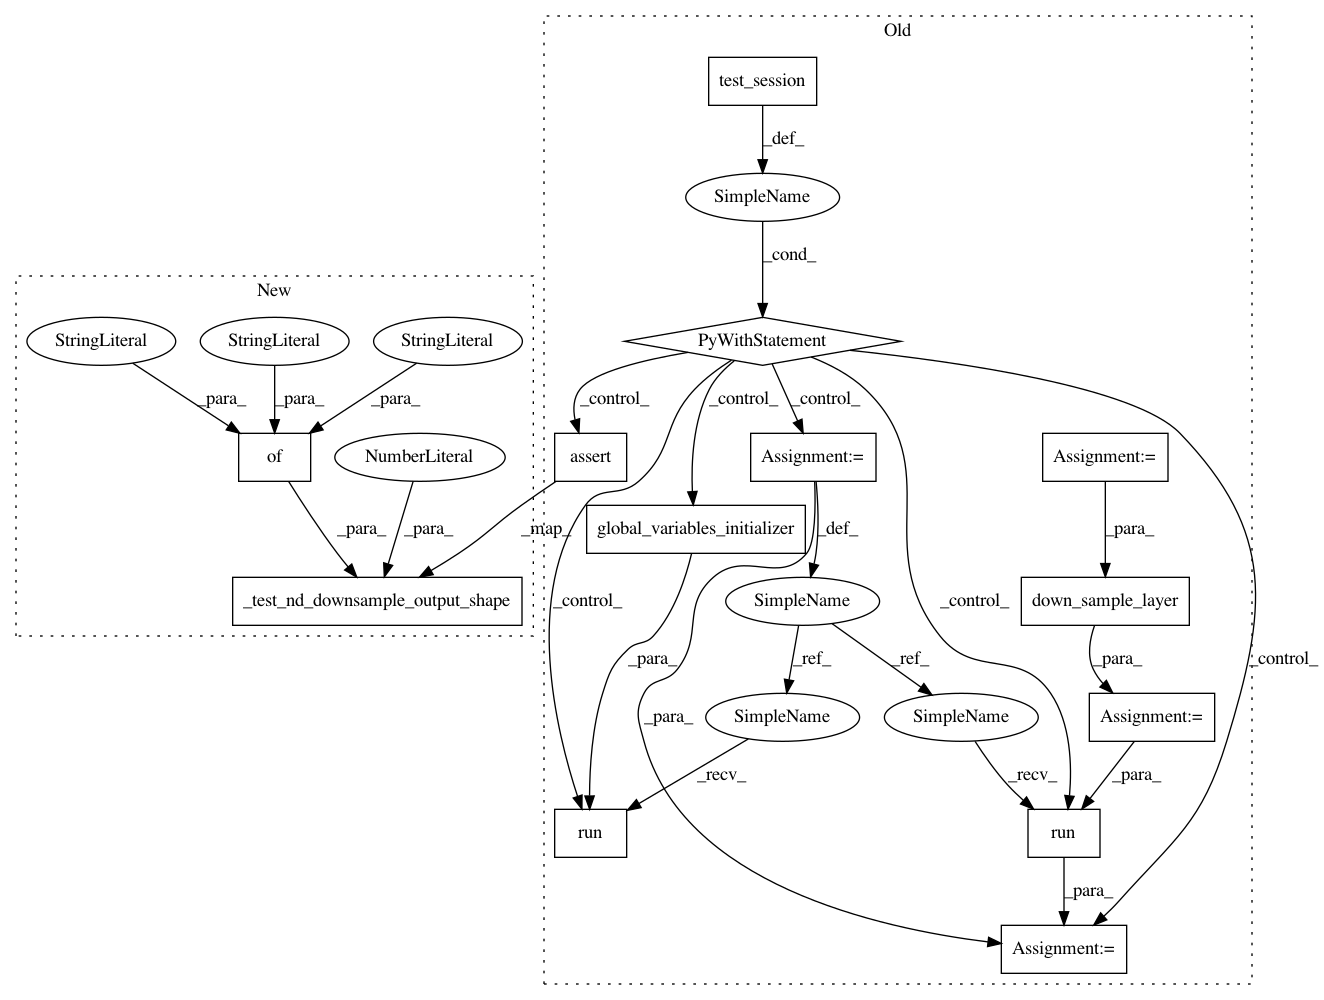 Old
test_session
_def_
SimpleName
_cond_
New
StringLiteral
StringLiteral
StringLiteral
PyWithStatement
_para_
_para_
_para_
_control_
_control_
_control_
of
NumberLiteral
assert
Assignment:=
Assignment:=
_para_
_para_
_map_
global_variables_initializer
_def_
_para_
_test_nd_downsample_output_shape
_control_
SimpleName
_control_
down_sample_layer
_para_
_ref_
_ref_
_para_
_control_
_para_
SimpleName
SimpleName
Assignment:=
_recv_
_recv_
_para_
run
run
_para_
Assignment:=